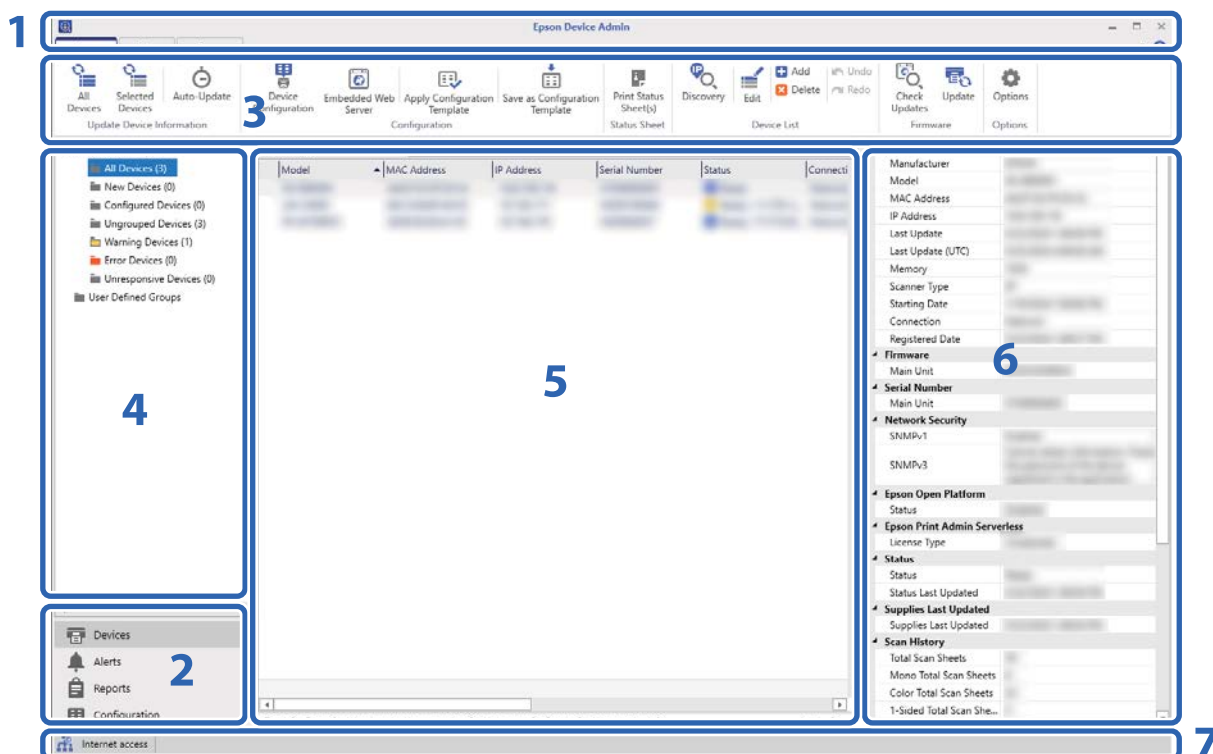 1
Epson Device Admin
All Devices
Selected Devices
Auto-Update
Update Device Information
3
Device Configuration
Embedded Web Server
Apply Configuration Template
Save as Configuration Template
Configuration
Print Status Sheet(s)
Status Sheet
Discovery
Edit
Add
Delete
Undo
Redo
Device List
Check Updates
Update
Firmware
Options
Options
All Devices (3)
New Devices (0)
Configured Devices (0)
Ungrouped Devices (3)
Warning Devices (1)
Error Devices (0)
Unresponsive Devices (0)
User Defined Groups
4
Devices
Alerts
Reports
Configuration
2
Model
MAC Address
IP Address
Serial Number
Status
Connecti
5
Manufacturer
Model
MAC Address
IP Address
Last Update
Last Update (UTC)
Memory
Scanner Type
Starting Date
Connection
Registered Date
Firmware
Main Unit
Serial Number
Main Unit
Network Security
SNMPv1
SNMPv3
Epson Open Platform
Status
Epson Print Admin Serverless
License Type
Status
Status
Status Last Updated
Supplies Last Updated
Supplies Last Updated
Scan History
Total Scan Sheets
Mono Total Scan Sheets
Color Total Scan Sheets
1-Sided Total Scan She...
6
Internet access
7